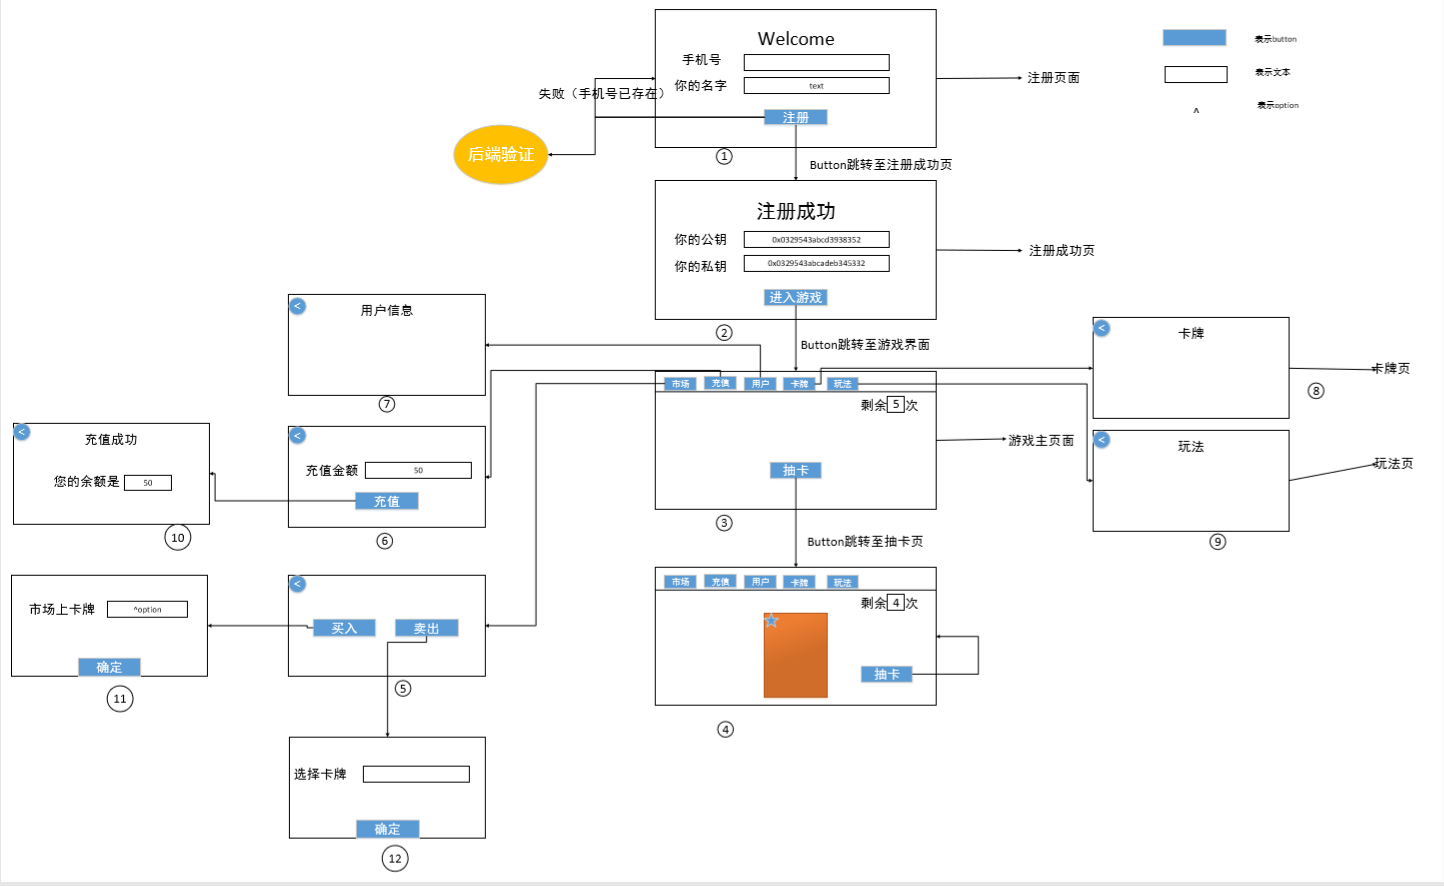 Welcome
手机号
你的名字
text
注册
①
失败（手机号已存在）
后端验证
注册页面
表示button
表示文本
^
表示option
Button跳转至注册成功页
注册成功
你的公钥
0x0329543abcd3938352
你的私钥
0x0329543abcadeb345332
进入游戏
②
注册成功页
Button跳转至游戏界面
市场
充值
用户
卡牌
玩法
剩余 5 次
抽卡
③
游戏主页面
Button跳转至抽卡页
市场
充值
用户
卡牌
玩法
剩余 4 次
抽卡
④
<
用户信息
⑦
<
充值金额
50
充值
⑥
<
充值成功
您的余额是
50
10
<
买入
卖出
⑤
市场上卡牌
^option
确定
11
选择卡牌
确定
12
<
卡牌
卡牌页
⑧
<
玩法
玩法页
⑨